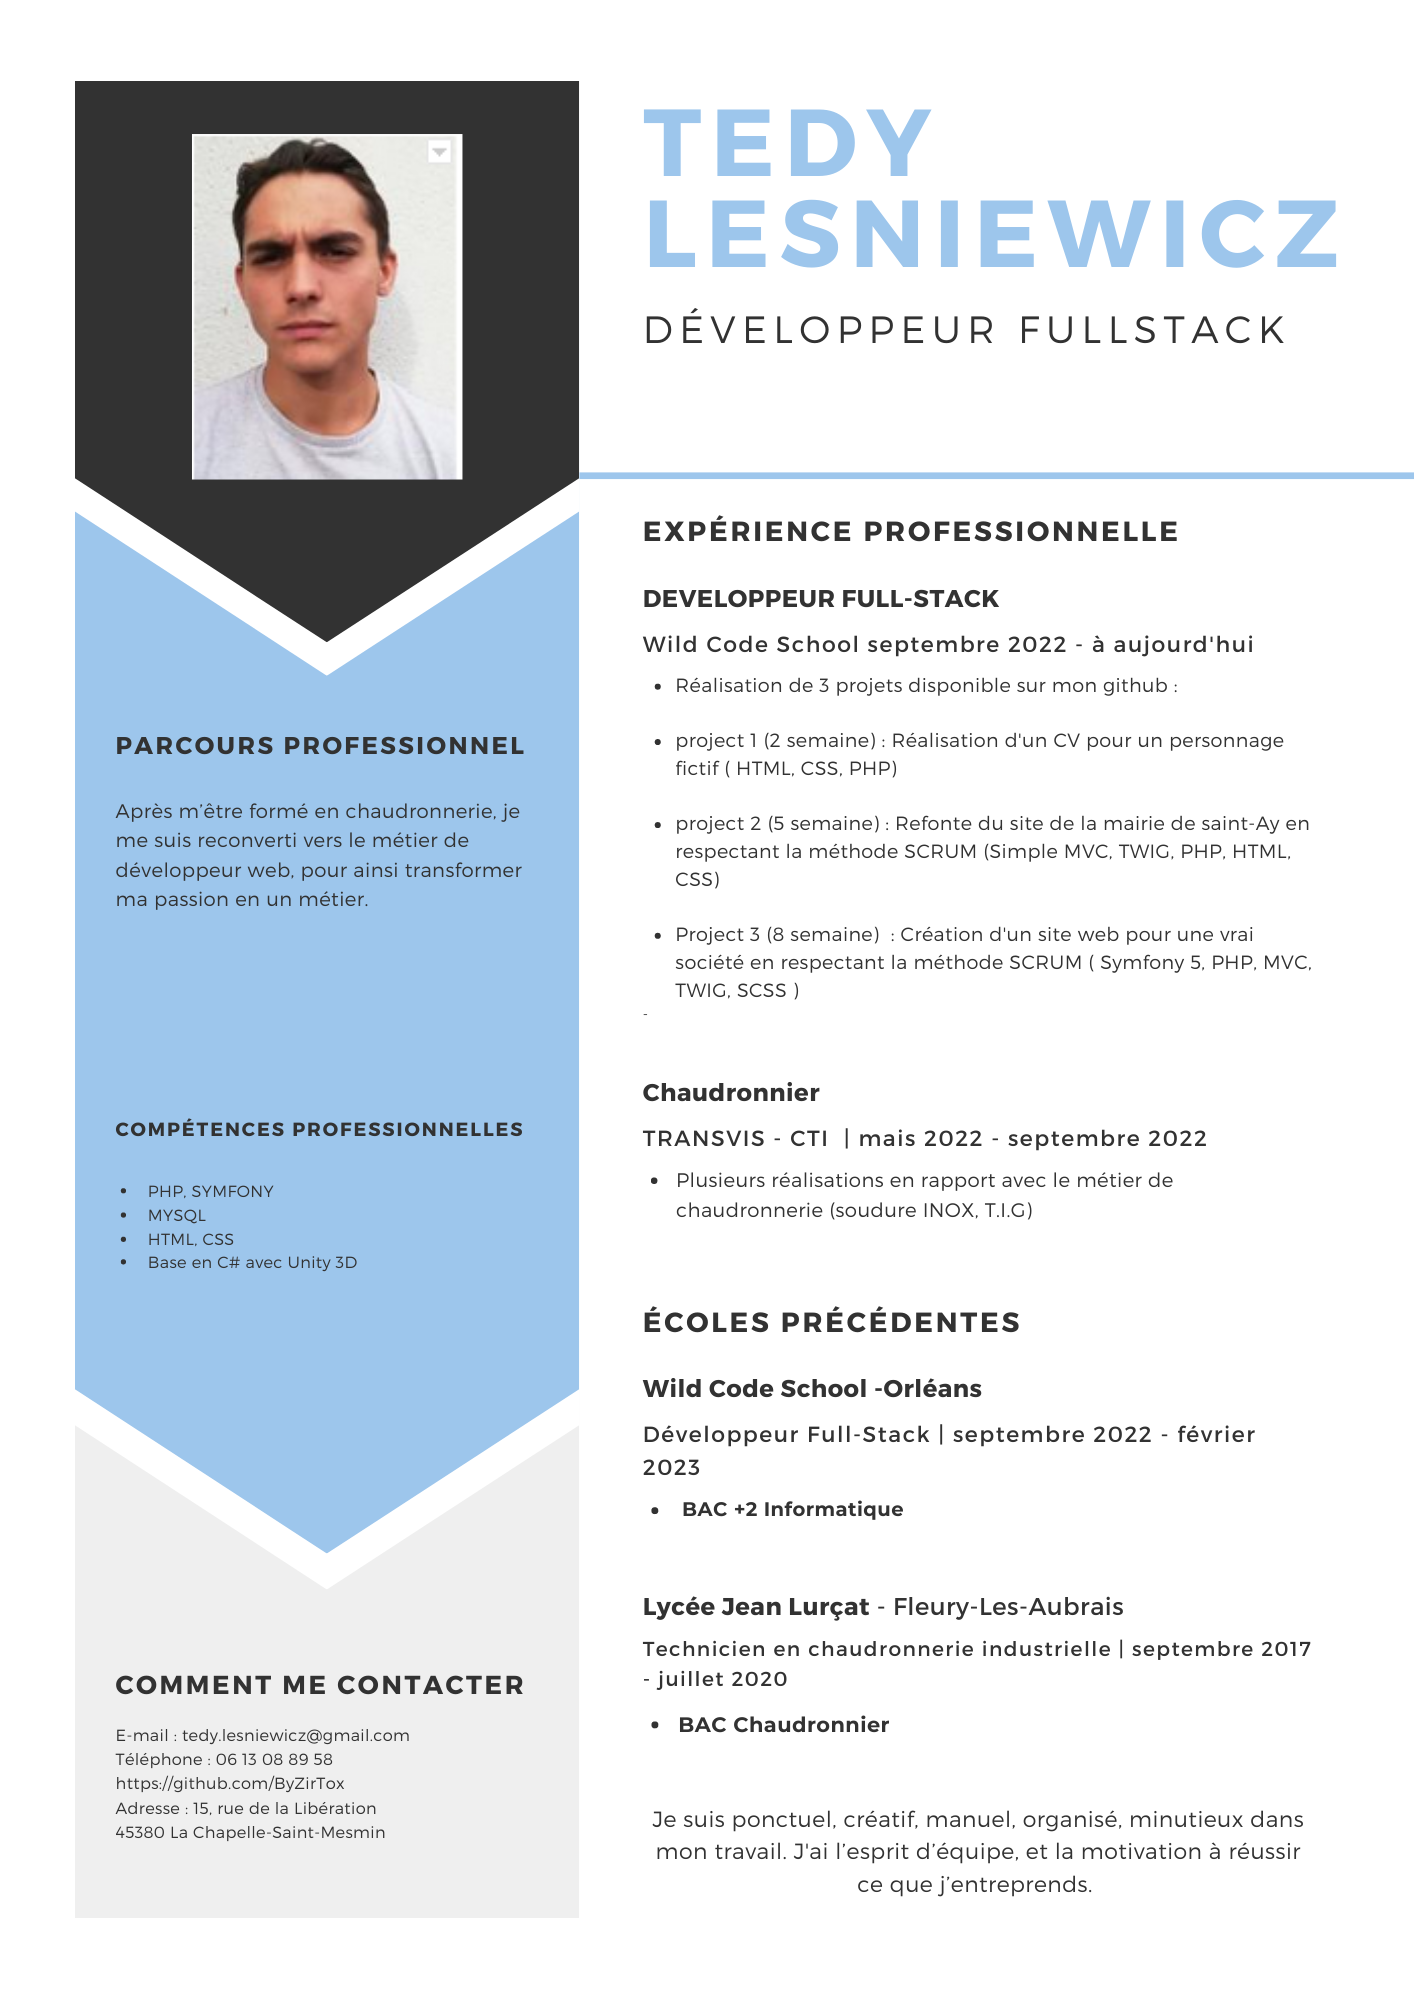 TEDY
LESNIEWICZ
DÉVELOPPEUR FULLSTACK
PARCOURS PROFESSIONNEL
Après m’être formé en chaudronnerie, je
me suis reconverti vers le métier de
développeur web, pour ainsi transformer
ma passion en un métier.
COMPÉTENCES PROFESSIONNELLES
• PHP, SYMFONY
• MYSQL
• HTML, CSS
• Base en C# avec Unity 3D
COMMENT ME CONTACTER
E-mail : tedy.lesniewicz@gmail.com
Téléphone : 06 13 08 89 58
https://github.com/ByZirTox
Adresse : 15, rue de la Libération
45380 La Chapelle-Saint-Mesmin
EXPÉRIENCE PROFESSIONNELLE
DEVELOPPEUR FULL-STACK
Wild Code School septembre 2022 - à aujourd'hui
• Réalisation de 3 projets disponible sur mon github :
• project 1 (2 semaine) : Réalisation d'un CV pour un personnage
fictif ( HTML, CSS, PHP)
• project 2 (5 semaine) : Refonte du site de la mairie de saint-Ay en
respectant la méthode SCRUM (Simple MVC, TWIG, PHP, HTML,
CSS)
• Project 3 (8 semaine)  : Création d'un site web pour une vrai
société en respectant la méthode SCRUM ( Symfony 5, PHP, MVC,
TWIG, SCSS )
-
Chaudronnier
TRANSVIS - CTI  | mais 2022 - septembre 2022
• Plusieurs réalisations en rapport avec le métier de
chaudronnerie (soudure INOX, T.I.G)
ÉCOLES PRÉCÉDENTES
Wild Code School -Orléans
Développeur Full-Stack | septembre 2022 - février
2023
• BAC +2 Informatique
Lycée Jean Lurçat - Fleury-Les-Aubrais
Technicien en chaudronnerie industrielle | septembre 2017
- juillet 2020
• BAC Chaudronnier
Je suis ponctuel, créatif, manuel, organisé, minutieux dans
mon travail. J'ai l’esprit d’équipe, et la motivation à réussir
ce que j’entreprends.